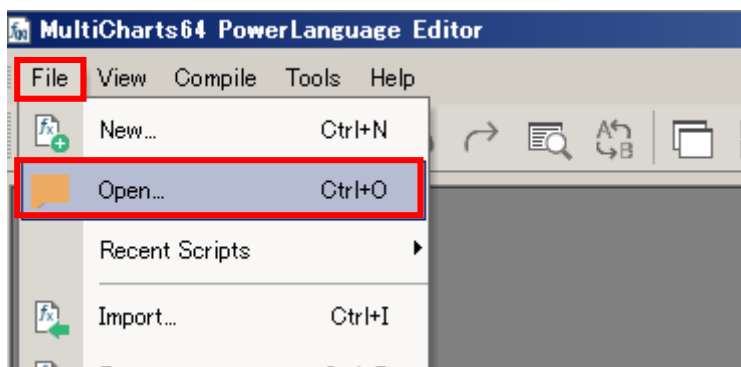 MultiCharts64 PowerLanguage Editor
File View Compile Tools Help
New... Ctrl+N
Open... Ctrl+O
Recent Scripts
Import... Ctrl+I